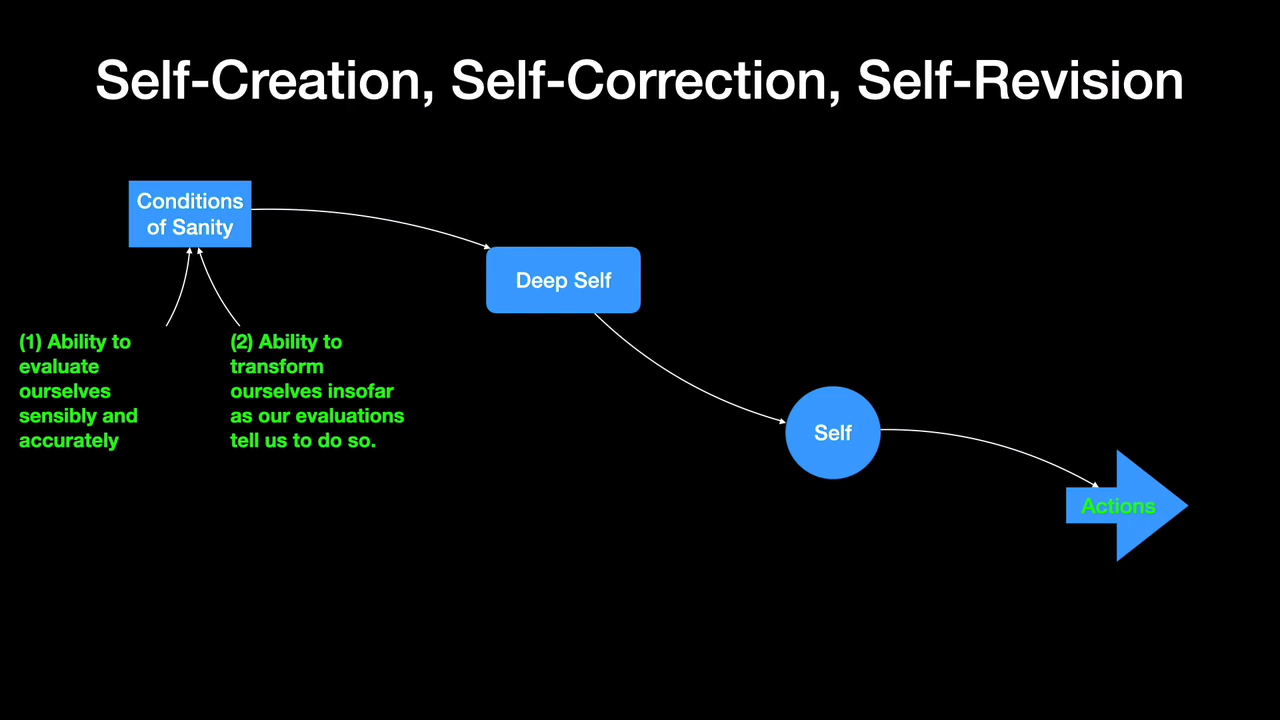 Self-Creation, Self-Correction, Self-Revision
Conditions
of Sanity
Deep Self
(1) Ability to
evaluate
ourselves
sensibly and
accurately
(2) Ability to
transform
ourselves insofar
as our evaluations
tell us to do so.
Self
Actions